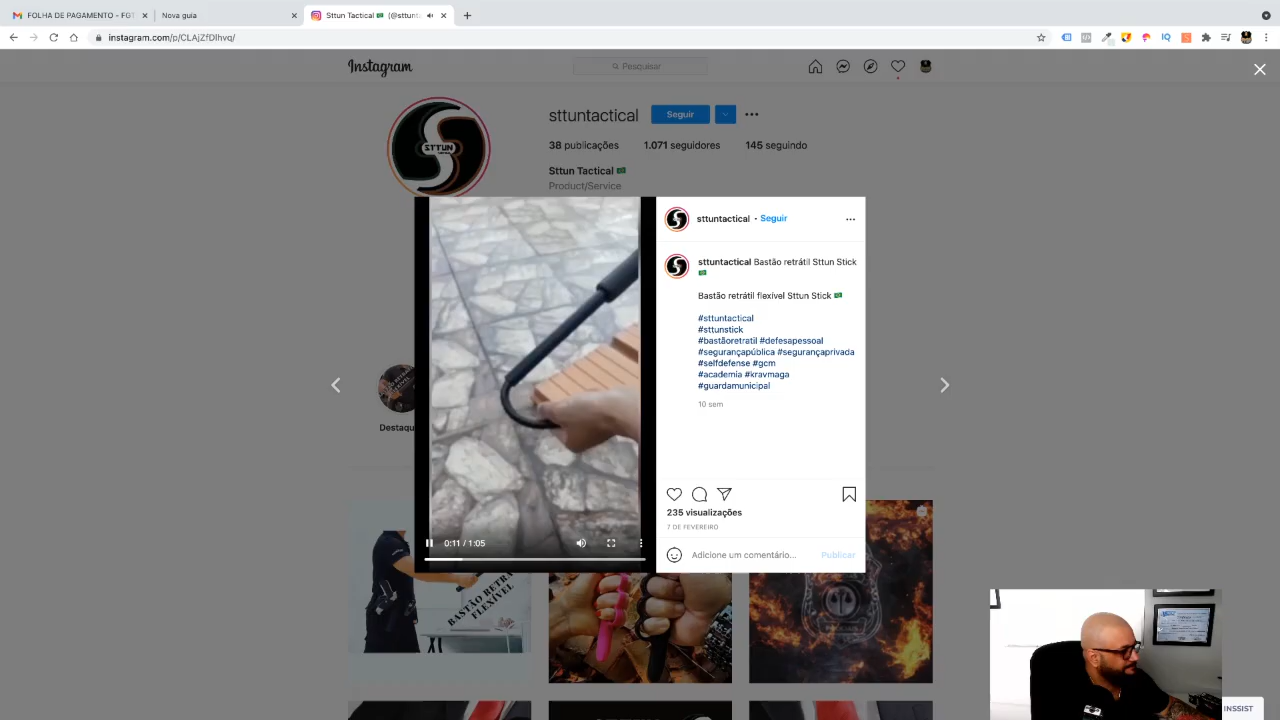 FOLHA DE PAGAMENTO - FGT
Nova guia
Sttun Tactical 🇧🇷 (@sttunt
instagram.com/p/CLAjZfDlhvq/
Instagram
Pesquisar
sttuntactical
Seguir
38 publicações 1.071 seguidores 145 seguindo
Sttun Tactical 🇧🇷
Product/Service
STTUN
sttuntactical • Seguir
sttuntactical Bastão retrátil Sttun Stick
🇧🇷
Bastão retrátil flexível Sttun Stick 🇧🇷
#sttuntactical
#sttunstick
#bastãoretratil #defesapessoal
#segurançapública #segurançaprivada
#selfdefense #gcm
#academia #kravmaga
#guardamunicipal
10 sem
Destaqu
0:11 / 1:05
235 visualizações
7 DE FEVEREIRO
Adicione um comentário... Publicar
BASTÃO RETRÁ
FLEXÍVEL
INSSIST